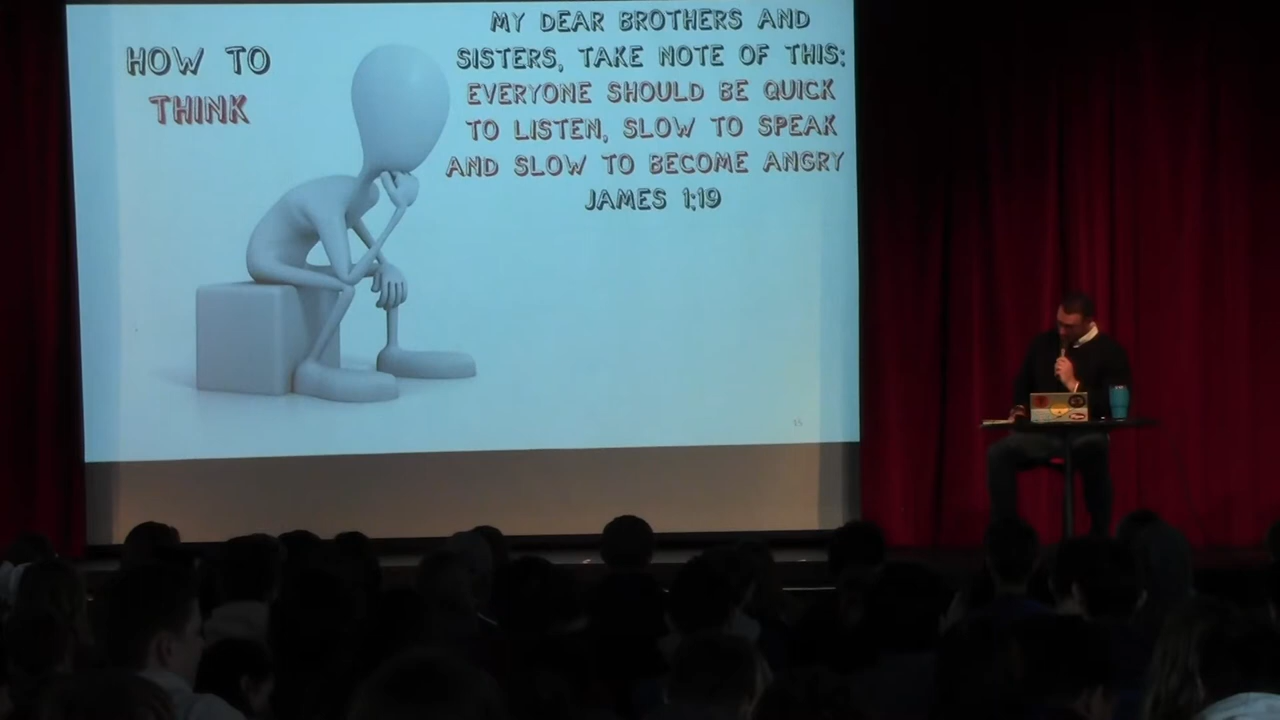 HOW TO
THINK
MY DEAR BROTHERS AND
SISTERS, TAKE NOTE OF THIS:
EVERYONE SHOULD BE QUICK
TO LISTEN, SLOW TO SPEAK
AND SLOW TO BECOME ANGRY
JAMES 1:19